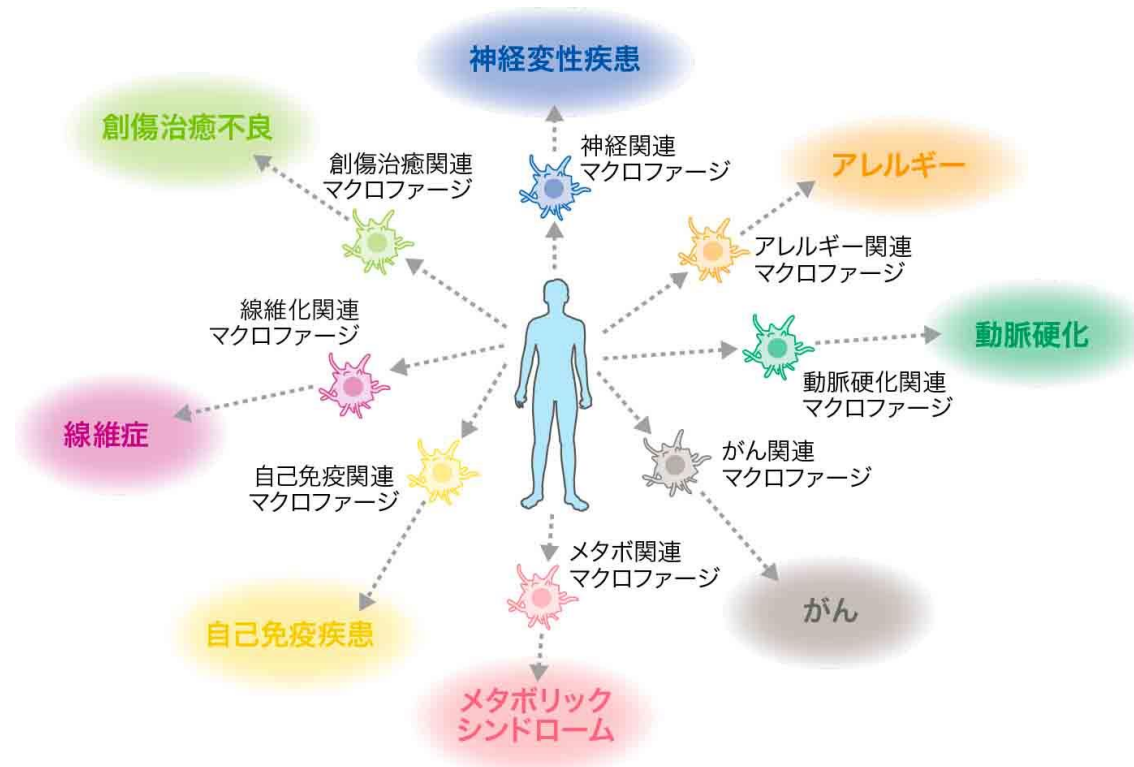 神経変性疾患
創傷治癒不良
神経関連
マクロファージ
アレルギー
創傷治癒関連
マクロファージ
アレルギー関連
マクロファージ
線維化関連
マクロファージ
動脈硬化
動脈硬化関連
マクロファージ
線維症
がん関連
マクロファージ
自己免疫関連
マクロファージ
メタボ関連
マクロファージ
がん
自己免疫疾患
メタボリック
シンドローム